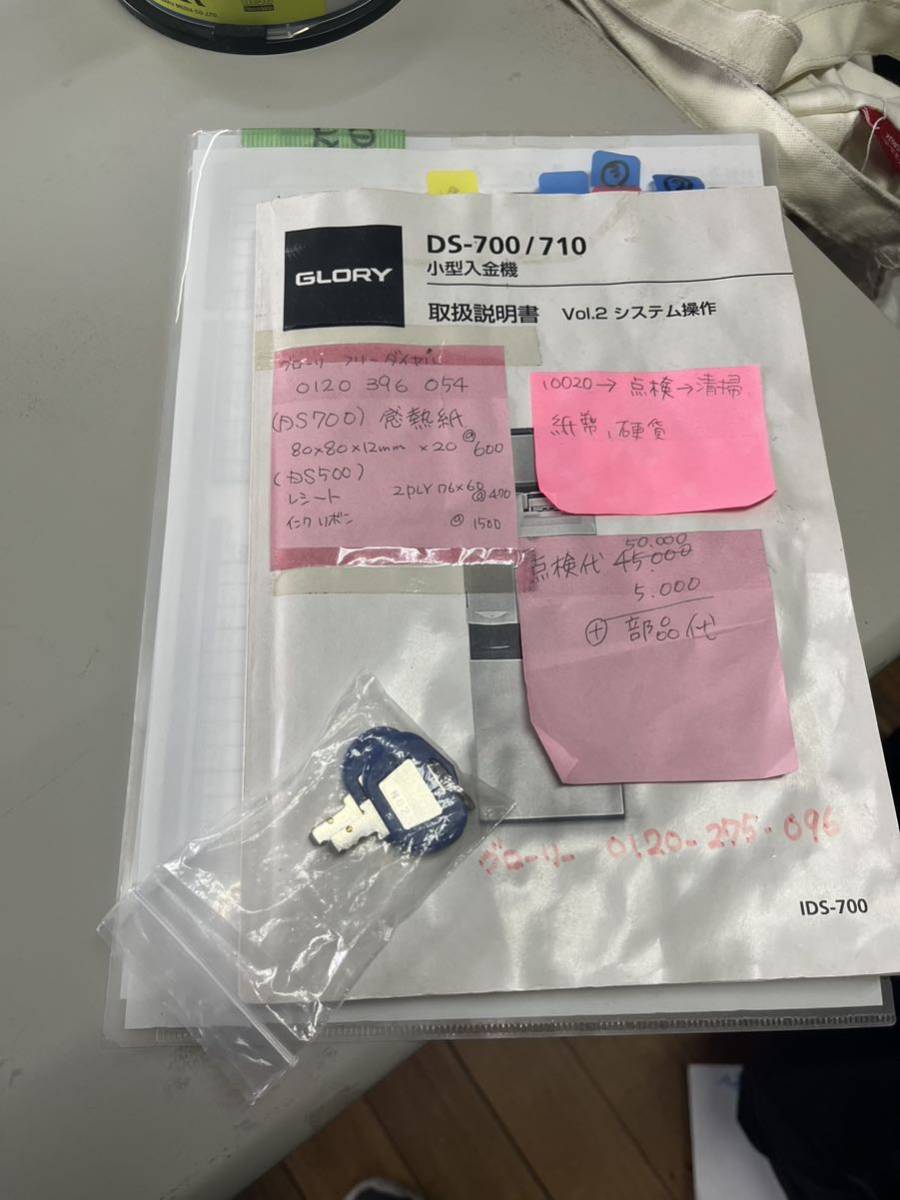 DS-700/710
小型入金機
GLORY
取扱説明書 Vol.2 システム操作
グローリー フリーダイヤル
0120 396 054
(DS700) 感熱紙
80×80×12mm ×20 @600
(DS500)
レシート 2PLY 76×60 @470
インクリボン @1500
10020→点検→清掃
紙幣、硬貨
50.000
点検代 45.000
5.000
⊕ 部品代
グローリー 0120-275-096
IDS-700